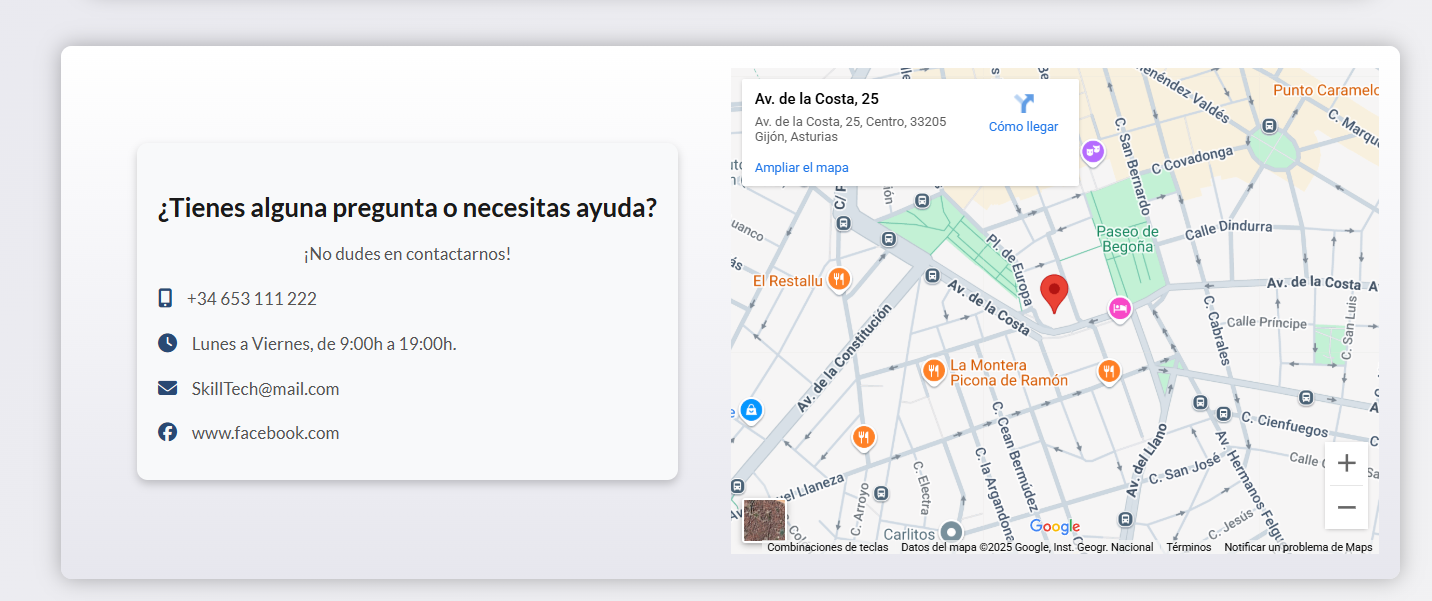 ¿Tienes alguna pregunta o necesitas ayuda?
¡No dudes en contactarnos!
+34 653 111 222
Lunes a Viernes, de 9:00h a 19:00h.
SkillTech@mail.com
www.facebook.com
Av. de la Costa, 25
Av. de la Costa, 25, Centro, 33205
Gijón, Asturias
Cómo llegar
Ampliar el mapa
Menéndez Valdés
Punto Caramelo
C. San Bernardo
C Covadonga
Paseo de
Begoña
Calle Dindurra
Pl. de Europa
El Restallu
Av. de la Costa
Av. de la Costa
Av. de la Constitución
C. Cabrales
Calle Príncipe
C. San Luis
La Montera
Picona de Ramón
C. Cienfuegos
C. Cean Bermúdez
C. la Argandona
Av. del Llano
C. San José
Av. Hermanos Felgu
Calle
C. Electra
C. Arroyo
C. Jesús
Carlitos
Google
Combinaciones de teclas
Datos del mapa ©2025 Google, Inst. Geogr. Nacional
Términos
Notificar un problema de Maps